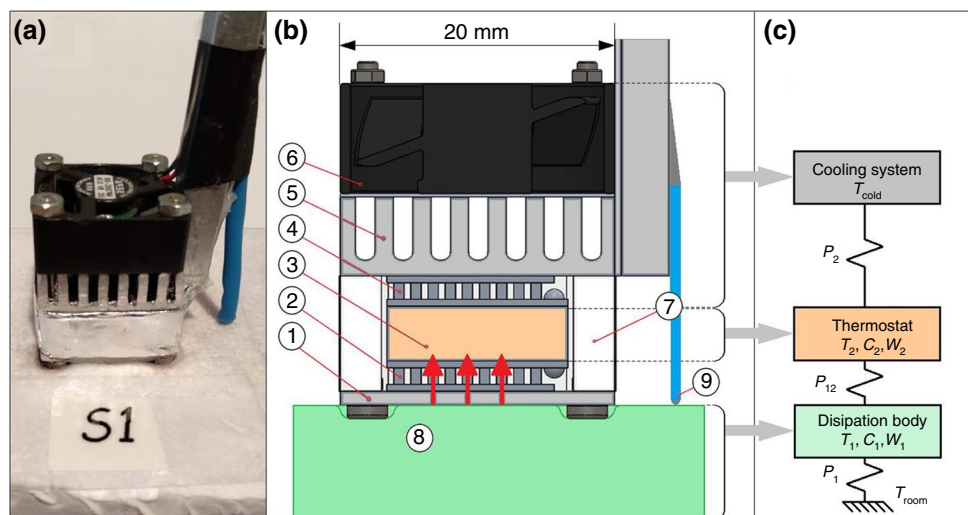 (a)
S1
(b)
20 mm
6
5
4
3
2
1
7
9
8
(c)
Cooling system
T_cold
P_2
Thermostat
T_2, C_2, W_2
P_12
Disipation body
T_1, C_1, W_1
P_1
T_room